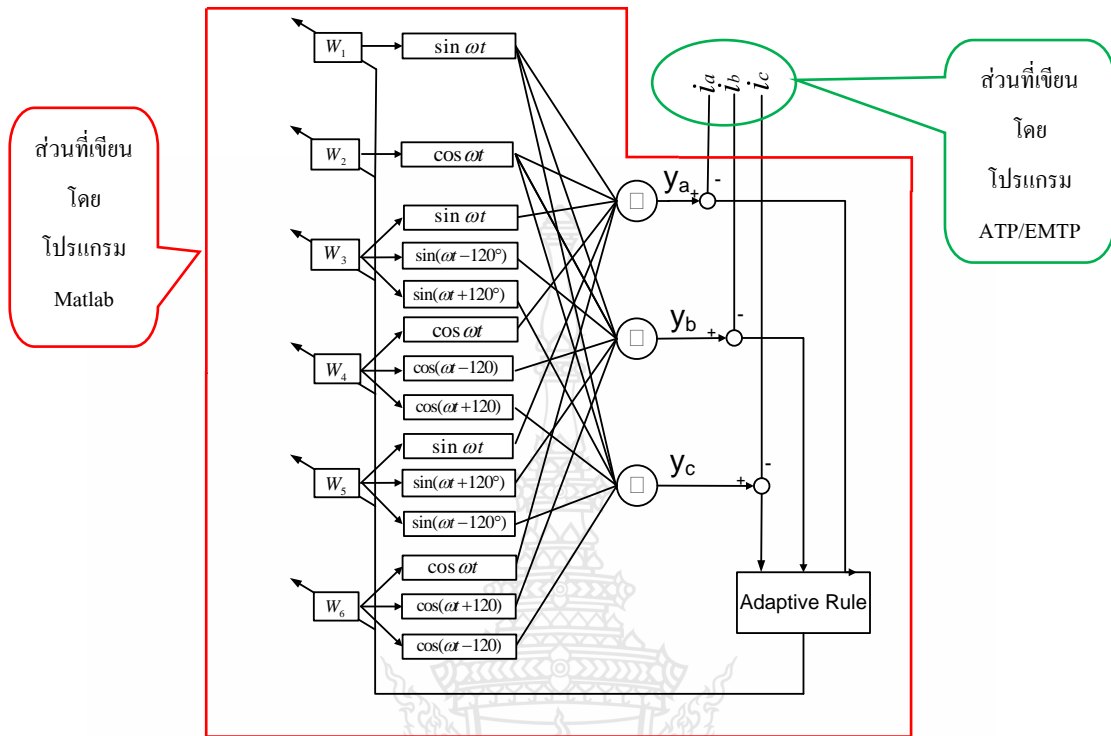 ส่วนที่เขียน
โดย
โปรแกรม
Matlab
W₁
sin ωt
W₂
cos ωt
W₃
sin ωt
sin(ωt−120°)
sin(ωt+120°)
W₄
cos ωt
cos(ωt−120)
cos(ωt+120)
W₅
sin ωt
sin(ωt+120°)
sin(ωt−120°)
W₆
cos ωt
cos(ωt+120)
cos(ωt−120)
yₐ
+
-
y_b
+
-
y_c
+
-
iₐ
i_b
i_c
Adaptive Rule
ส่วนที่เขียน
โดย
โปรแกรม
ATP/EMTP